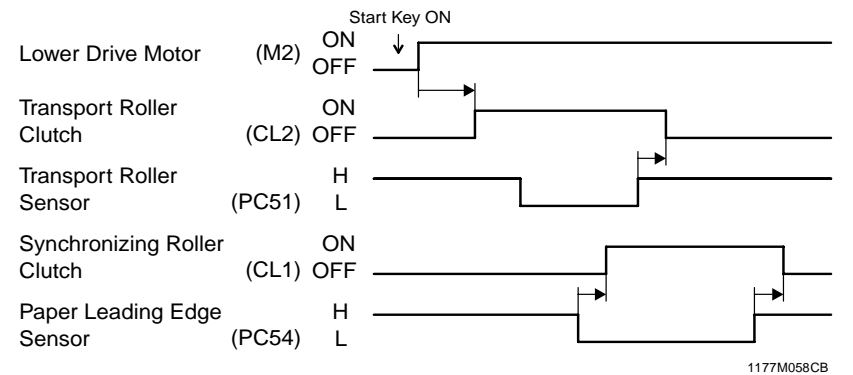 Start Key ON
Lower Drive Motor (M2) ON
OFF
Transport Roller ON
Clutch (CL2) OFF
Transport Roller H
Sensor (PC51) L
Synchronizing Roller ON
Clutch (CL1) OFF
Paper Leading Edge H
Sensor (PC54) L
1177M058CB